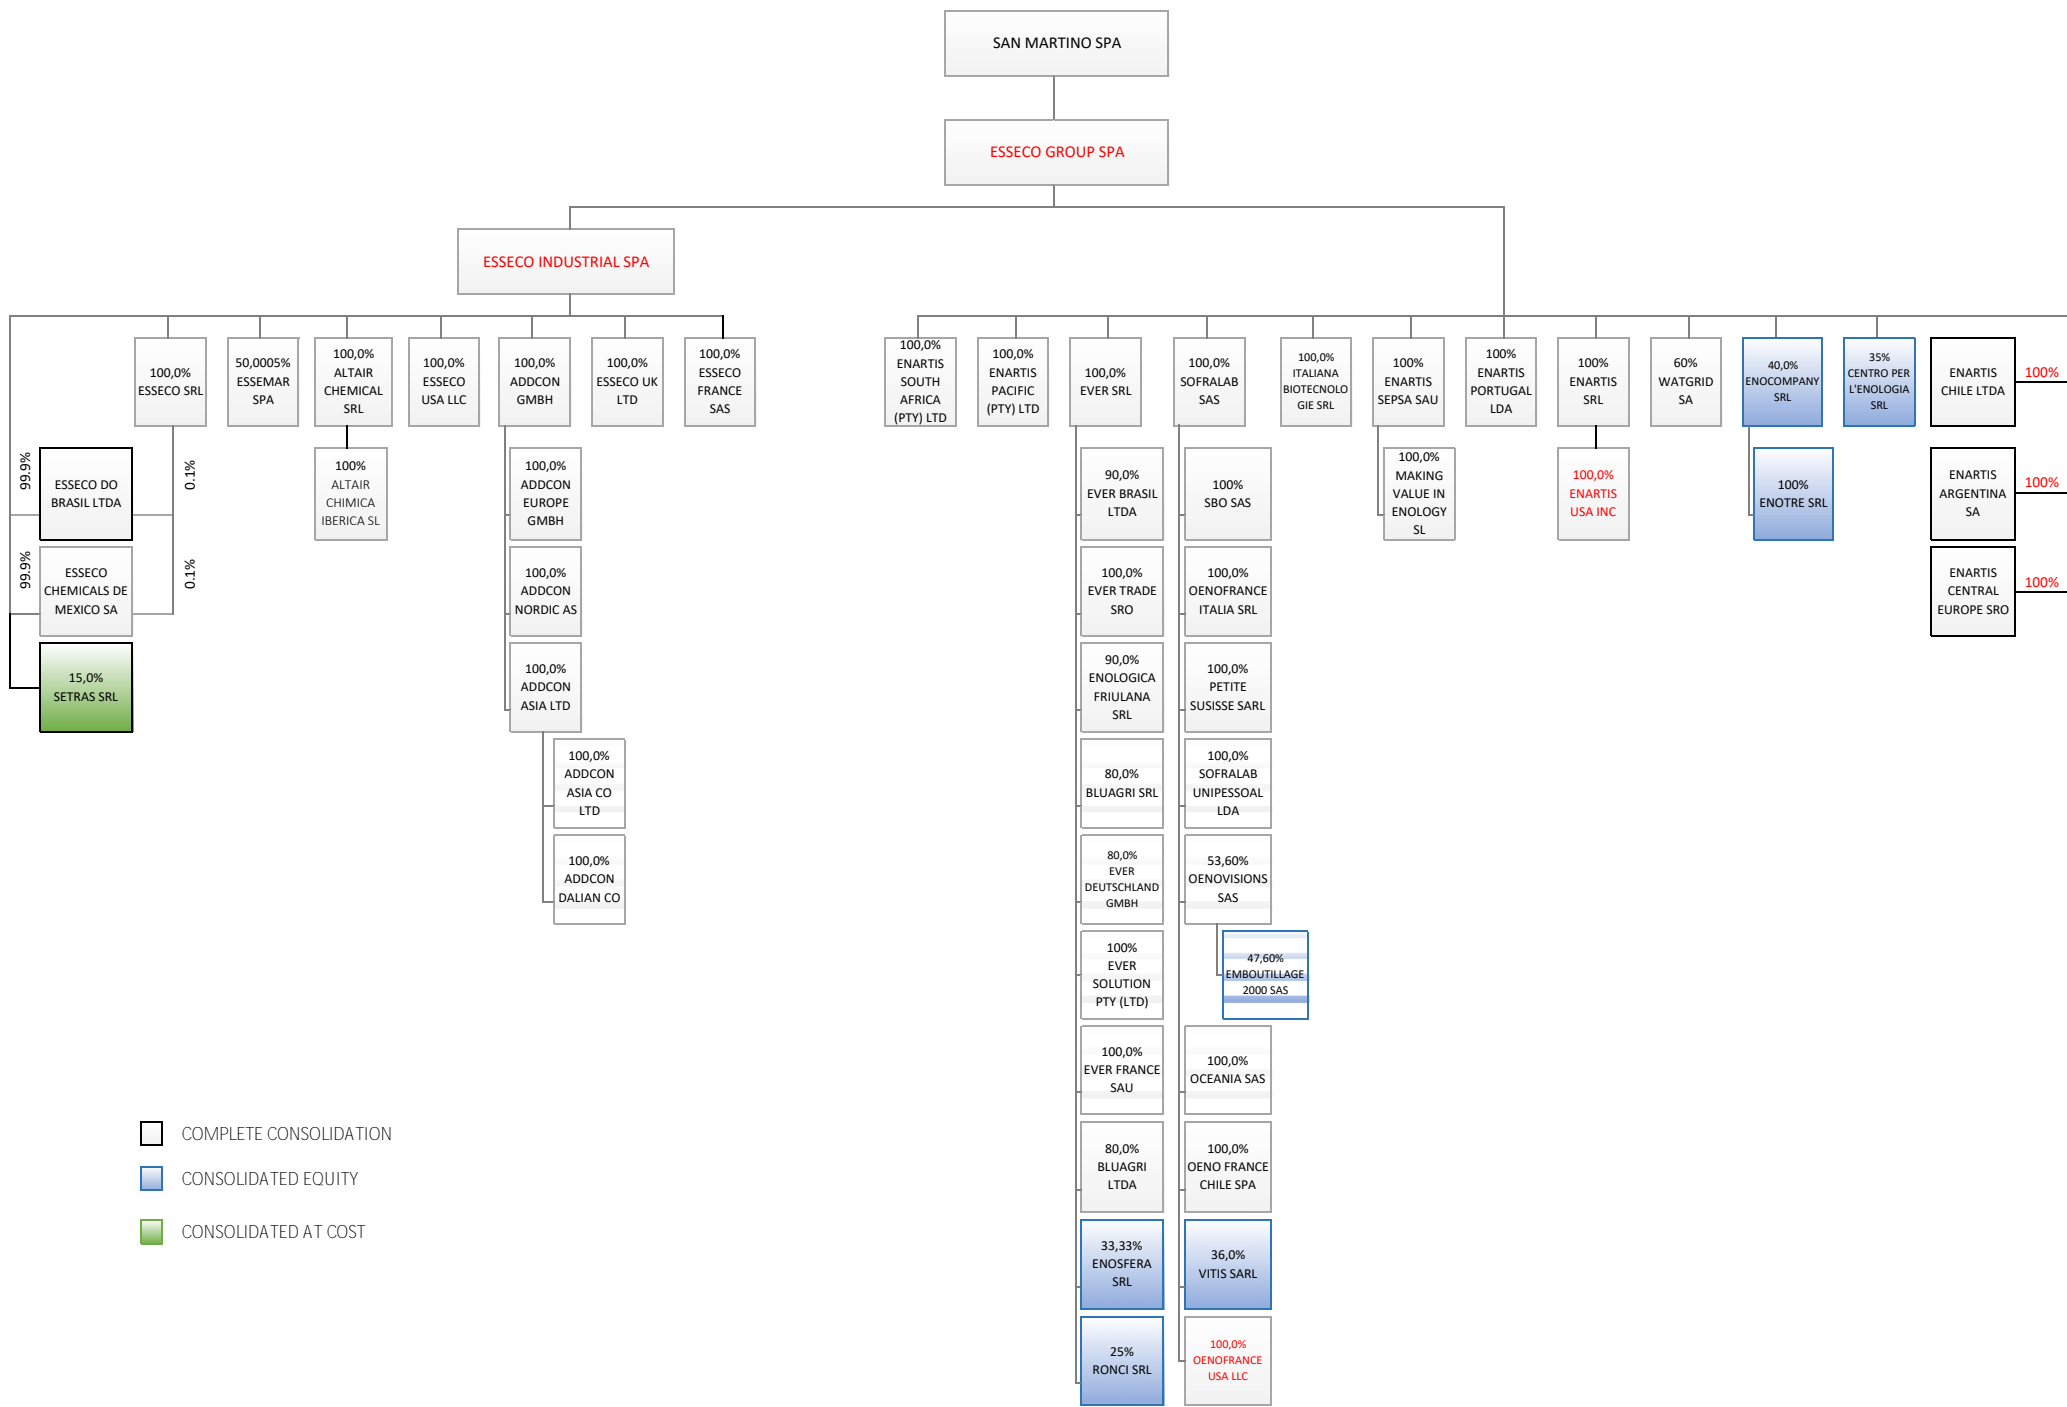 SAN MARTINO SPA
ESSECO GROUP SPA
ESSECO INDUSTRIAL SPA
100,0%
ESSECO SRL
50,0005%
ESSEMAR
SPA
100,0%
ALTAIR
CHEMICAL
SRL
100,0%
ESSECO
USA LLC
100,0%
ADDCON
GMBH
100,0%
ESSECO UK
LTD
100,0%
ESSECO
FRANCE
SAS
100,0%
ENARTIS
SOUTH
AFRICA
(PTY) LTD
100,0%
ENARTIS
PACIFIC
(PTY) LTD
100,0%
EVER SRL
100,0%
SOFRALAB
SAS
100,0%
ITALIANA
BIOTECNOLO
GIE SRL
100%
ENARTIS
SEPSA SAU
100%
ENARTIS
PORTUGAL
LDA
100%
ENARTIS
SRL
60%
WATGRID
SA
40,0%
ENOCOMPANY
SRL
35%
CENTRO PER
L'ENOLOGIA
SRL
ENARTIS
CHILE LTDA
100%
99.9%
ESSECO DO
BRASIL LTDA
0.1%
99.9%
ESSECO
CHEMICALS DE
MEXICO SA
0.1%
15,0%
SETRAS SRL
100%
ALTAIR
CHIMICA
IBERICA SL
100,0%
ADDCON
EUROPE
GMBH
100,0%
ADDCON
NORDIC AS
100,0%
ADDCON
ASIA LTD
100,0%
ADDCON
ASIA CO
LTD
100,0%
ADDCON
DALIAN CO
90,0%
EVER BRASIL
LTDA
100,0%
EVER TRADE
SRO
90,0%
ENOLOGICA
FRIULANA
SRL
80,0%
BLUAGRI SRL
80,0%
EVER
DEUTSCHLAND
GMBH
100%
EVER
SOLUTION
PTY (LTD)
100,0%
EVER FRANCE
SAU
80,0%
BLUAGRI
LTDA
33,33%
ENOSFERA
SRL
25%
RONCI SRL
100%
SBO SAS
100,0%
OENOFRANCE
ITALIA SRL
100,0%
PETITE
SUSISSE SARL
100,0%
SOFRALAB
UNIPESSOAL
LDA
53,60%
OENOVISIONS
SAS
47,60%
EMBOUTILLAGE
2000 SAS
100,0%
OCEANIA SAS
100,0%
OENO FRANCE
CHILE SPA
36,0%
VITIS SARL
100,0%
OENOFRANCE
USA LLC
100,0%
MAKING
VALUE IN
ENOLOGY
SL
100,0%
ENARTIS
USA INC
100%
ENOTRE SRL
ENARTIS
ARGENTINA
SA
100%
ENARTIS
CENTRAL
EUROPE SRO
100%
COMPLETE CONSOLIDATION
CONSOLIDATED EQUITY
CONSOLIDATED AT COST